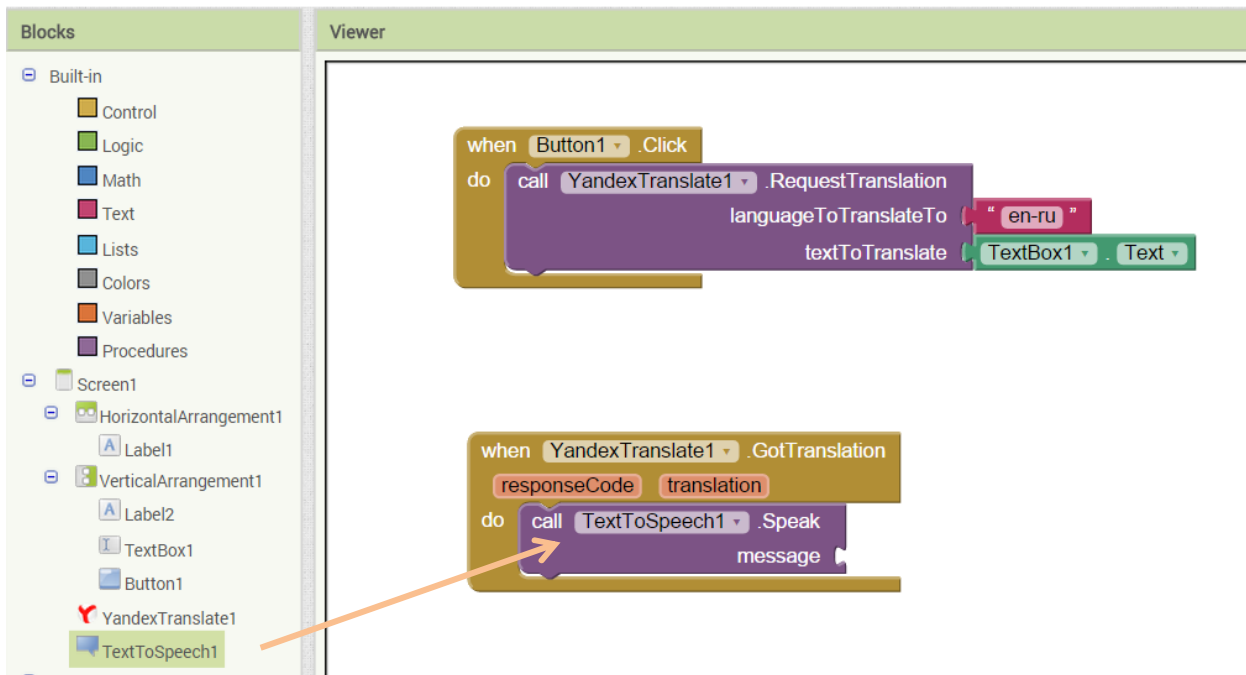 Blocks
Viewer
Built-in
Control
Logic
Math
Text
Lists
Colors
Variables
Procedures
Screen1
HorizontalArrangement1
A Label1
VerticalArrangement1
A Label2
TextBox1
Button1
YandexTranslate1
TextToSpeech1
when Button1 .Click
do call YandexTranslate1 .RequestTranslation
languageToTranslateTo “ en-ru ”
textToTranslate TextBox1 . Text
when YandexTranslate1 .GotTranslation
responseCode translation
do call TextToSpeech1 .Speak
message